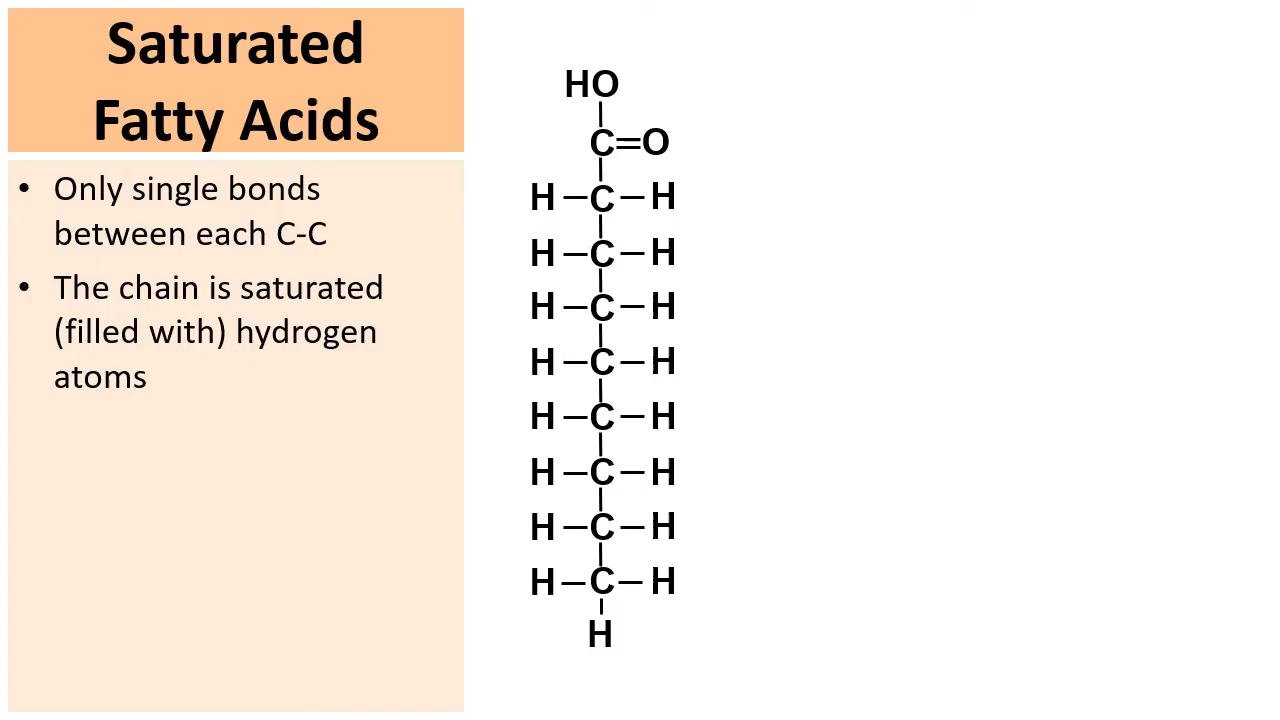 Saturated
Fatty Acids
• Only single bonds
between each C-C
• The chain is saturated
(filled with) hydrogen
atoms
HO
C=O
H–C–H
H–C–H
H–C–H
H–C–H
H–C–H
H–C–H
H–C–H
H–C–H
H